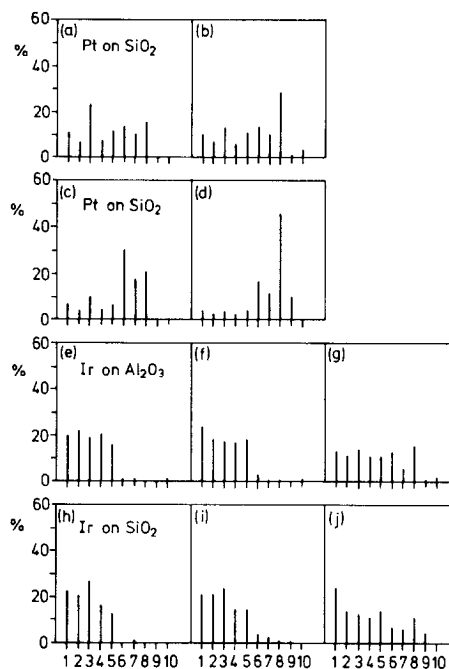 60 (a) (b)
Pt on SiO₂
40
%
20
0
60 (c) (d)
Pt on SiO₂
40
%
20
0
60 (e) (f) (g)
Ir on Al₂O₃
40
%
20
0
60 (h) (i) (j)
Ir on SiO₂
40
%
20
0
1 2 3 4 5 6 7 8 9 10 1 2 3 4 5 6 7 8 9 10 1 2 3 4 5 6 7 8 9 10